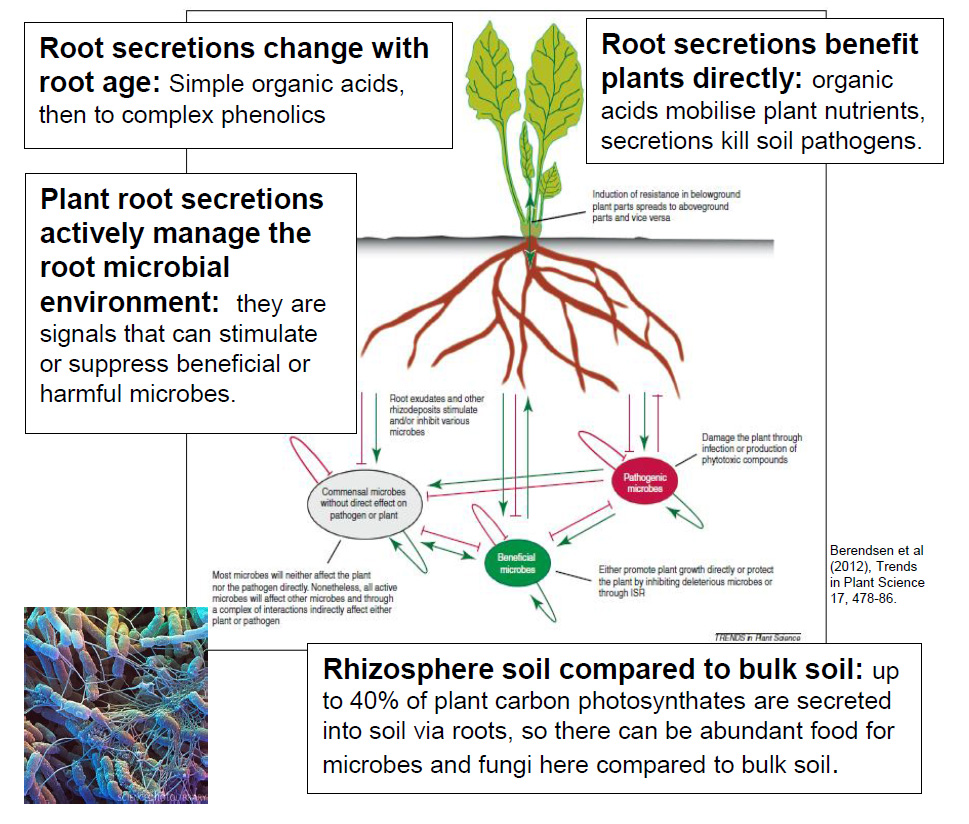 Root secretions change with
root age: Simple organic acids,
then to complex phenolics
Root secretions benefit
plants directly: organic
acids mobilise plant nutrients,
secretions kill soil pathogens.
Plant root secretions
actively manage the
root microbial
environment: they are
signals that can stimulate
or suppress beneficial or
harmful microbes.
Induction of resistance in belowground
plant parts spreads to aboveground
parts and vice versa
Root exudates and other
rhizodeposits stimulate
and/or inhibit various
microbes
Damage the plant through
infection or production of
phytotoxic compounds
Pathogenic
microbes
Commensal microbes
without direct effect on
pathogen or plant
Beneficial
microbes
Most microbes will neither affect the plant
nor the pathogen directly. Nonetheless, all active
microbes will affect other microbes and through
a complex of interactions indirectly affect either
plant or pathogen
Either promote plant growth directly or protect
the plant by inhibiting deleterious microbes or
through ISR
Berendsen et al
(2012), Trends
in Plant Science
17, 478-86.
TRENDS in Plant Science
Rhizosphere soil compared to bulk soil: up
to 40% of plant carbon photosynthates are secreted
into soil via roots, so there can be abundant food for
microbes and fungi here compared to bulk soil.
SCIENCEPHOTOLIBRARY